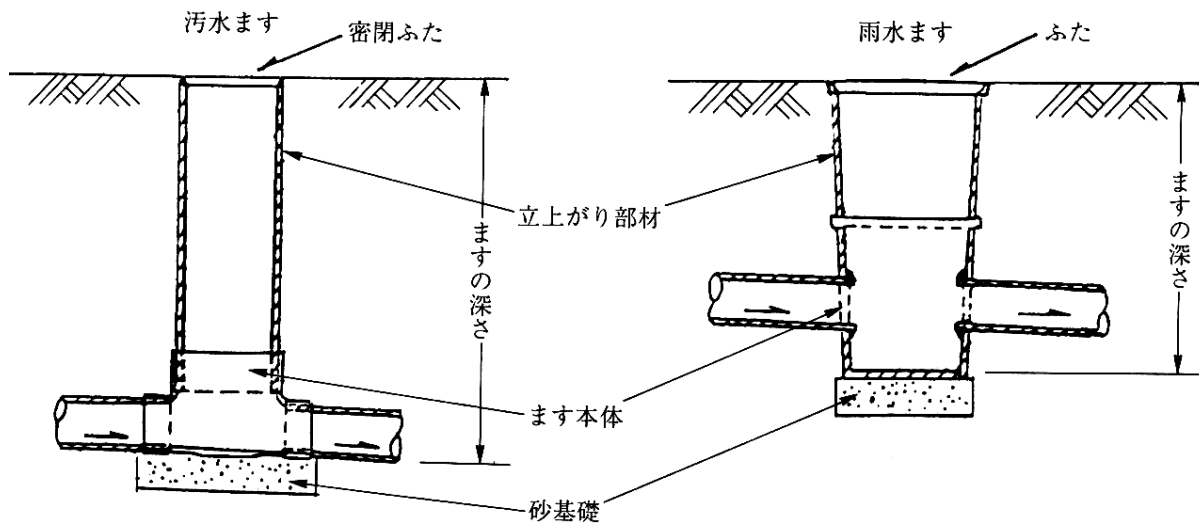 汚水ます
密閉ふた
雨水ます
ふた
立上がり部材
ますの深さ
ますの深さ
ます本体
砂基礎